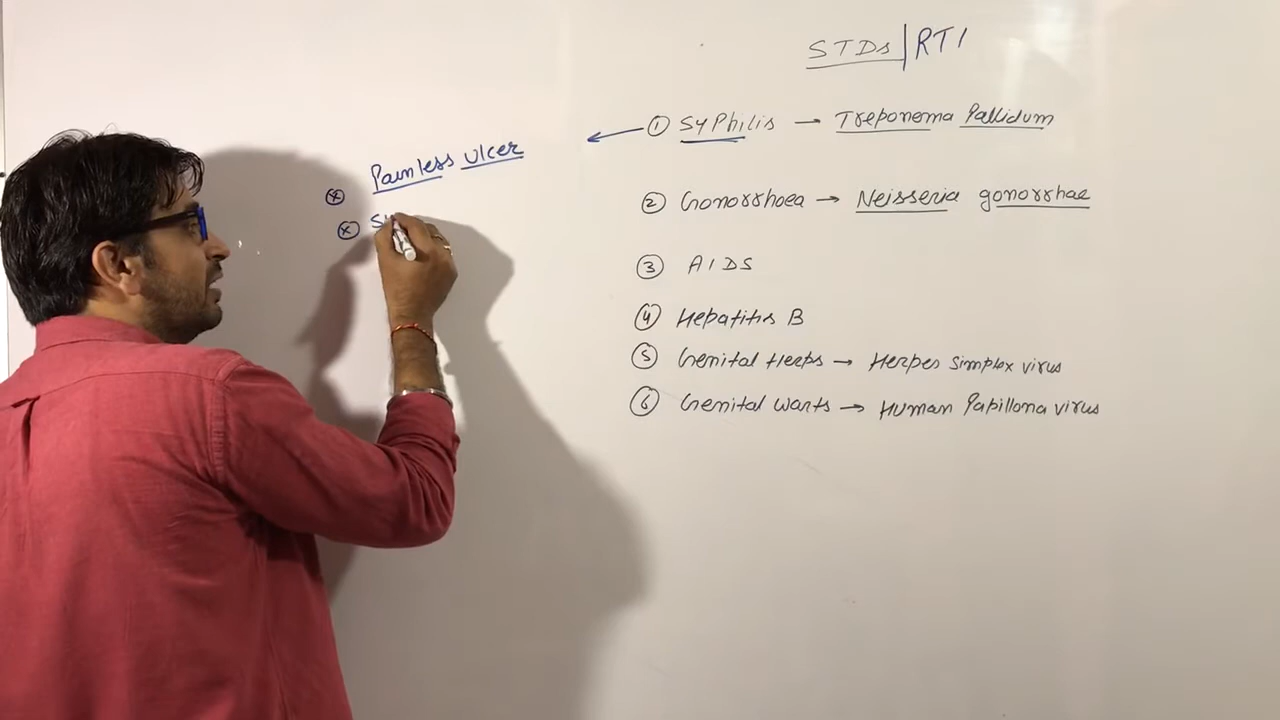 STDs|RTI
① Syphilis → Treponema Pallidum
Painless Ulcer
② Gonorrhoea → Neisseria gonorrhae
③ AIDS
④ Hepatitis B
⑤ Genital Herps → Herpes simplex virus
⑥ Genital Warts → Human Papilloma virus